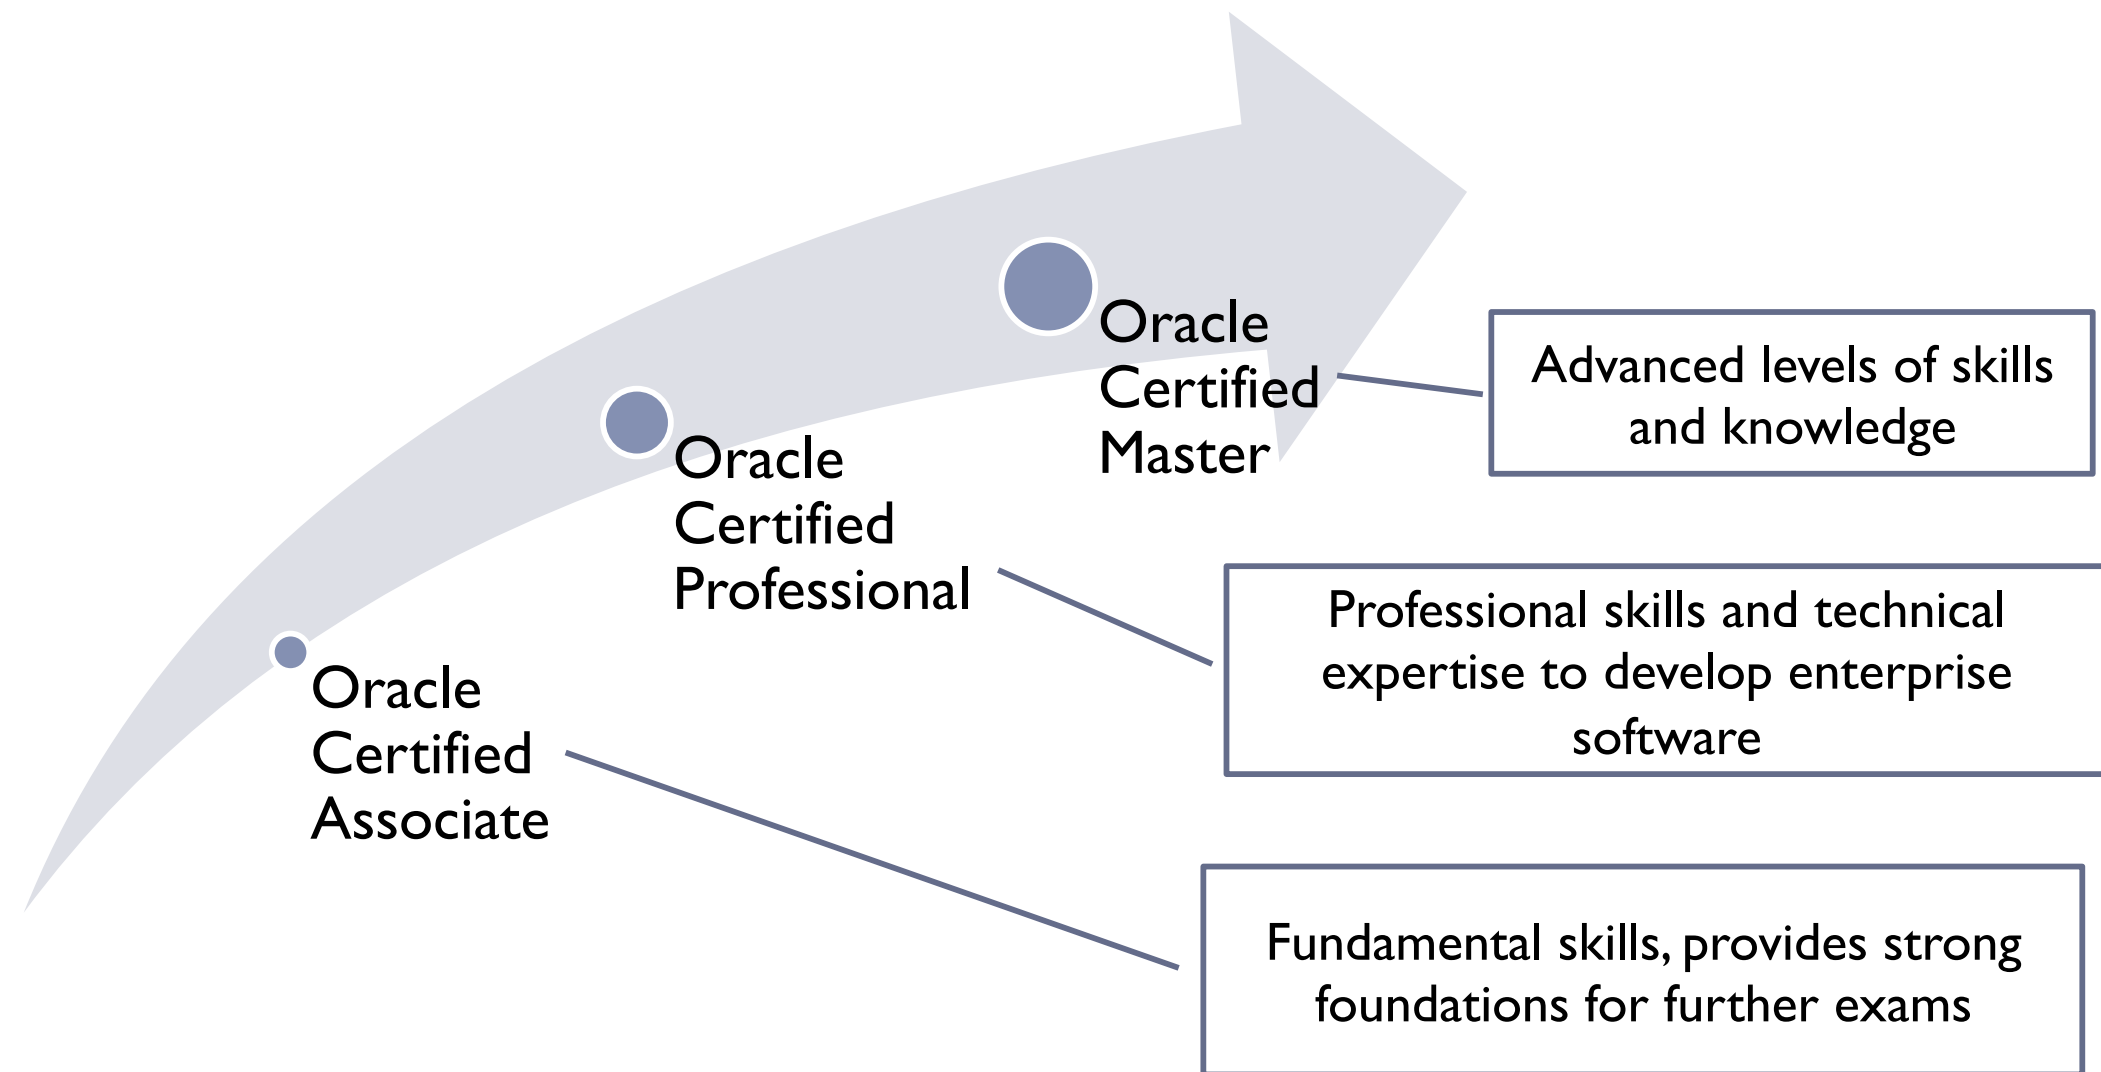 Oracle
Certified
Master
Advanced levels of skills
and knowledge
Oracle
Certified
Professional
Professional skills and technical
expertise to develop enterprise
software
Oracle
Certified
Associate
Fundamental skills, provides strong
foundations for further exams